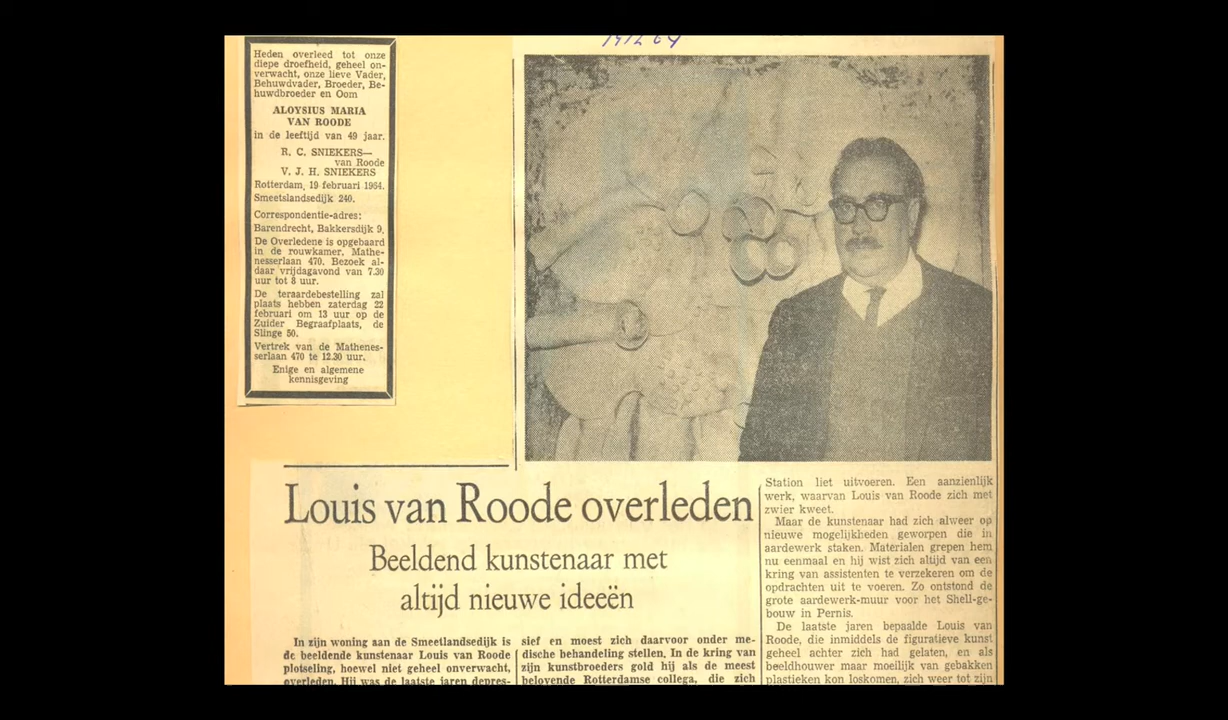 Heden overleed tot onze
diepe droefheid, geheel on-
verwacht, onze lieve Vader,
Behuwdvader, Broeder, Be-
huwdbroeder en Oom
ALOYSIUS MARIA
VAN ROODE
in de leeftijd van 49 jaar.
R. C. SNIEKERS—
van Roode
V. J. H. SNIEKERS
Rotterdam, 19 februari 1964.
Smeetslandsedijk 240.
Correspondentie-adres:
Barendrecht, Bakkersdijk 9.
De Overledene is opgebaard
in de rouwkamer, Mathe-
nesserlaan 470. Bezoek al-
daar vrijdagavond van 7.30
uur tot 8 uur.
De teraardebestelling zal
plaats hebben zaterdag 22
februari om 13 uur op de
Zuider Begraafplaats, de
Slinge 50.
Vertrek van de Mathenes-
serlaan 470 te 12.30 uur.
Enige en algemene
kennisgeving
Louis van Roode overleden
Beeldend kunstenaar met
altijd nieuwe ideeën
In zijn woning aan de Smeetlandsedijk is
de beeldende kunstenaar Louis van Roode
plotseling, hoewel niet geheel onverwacht,
overleden. Hij was de laatste jaren depres-
sief en moest zich daarvoor onder me-
dische behandeling stellen. In de kring van
zijn kunstbroeders gold hij als de meest
belovende Rotterdamse collega, die zich
Station liet uitvoeren. Een aanzienlijk
werk, waarvan Louis van Roode zich met
zwier kweet.
Maar de kunstenaar had zich alweer op
nieuwe mogelijkheden geworpen die in
aardewerk staken. Materialen grepen hem
nu eenmaal en hij wist zich altijd van een
kring van assistenten te verzekeren om de
opdrachten uit te voeren. Zo ontstond de
grote aardewerk-muur voor het Shell-ge-
bouw in Pernis.
De laatste jaren bepaalde Louis van
Roode, die inmiddels de figuratieve kunst
geheel achter zich had gelaten, en als
beeldhouwer maar moeilijk van gebakken
plastieken kon loskomen, zich weer tot zijn